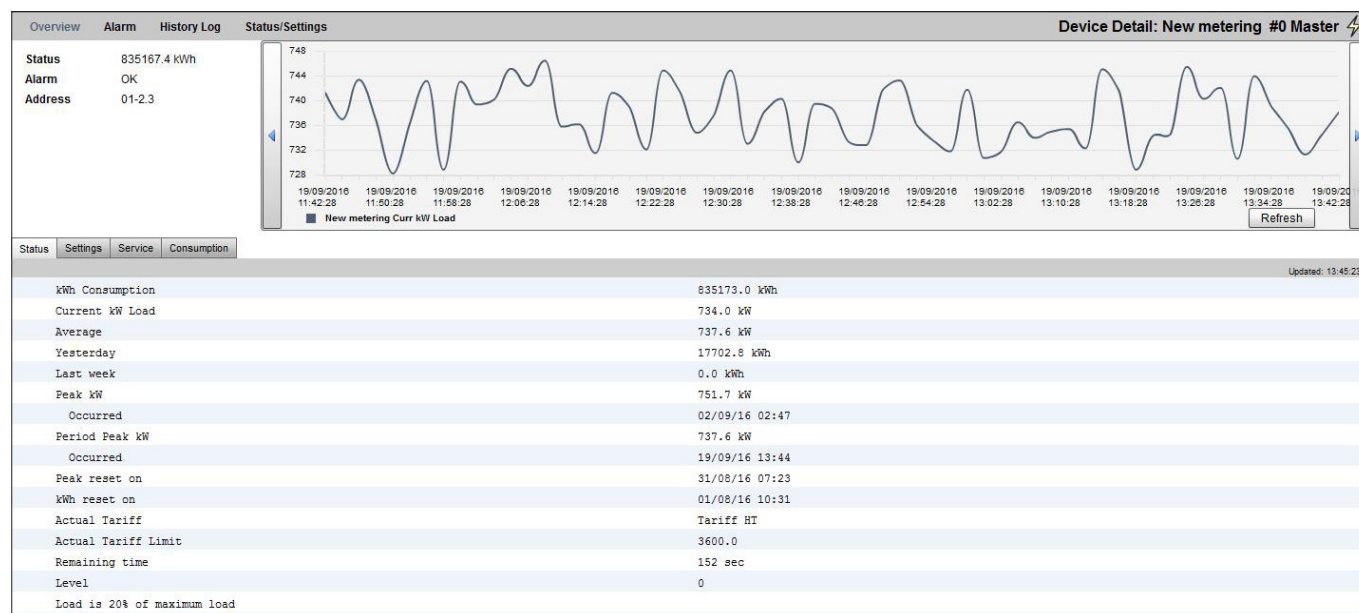 Overview Alarm History Log Status/Settings Device Detail: New metering #0 Master
Status 835167.4 kWh
Alarm OK
Address 01-2.3
748
744
740
736
732
728
19/09/2016 19/09/2016 19/09/2016 19/09/2016 19/09/2016 19/09/2016 19/09/2016 19/09/2016 19/09/2016 19/09/2016 19/09/2016 19/09/2016 19/09/2016 19/09/2016 19/09/2016 19/09/20
11:42:28 11:50:28 11:58:28 12:06:28 12:14:28 12:22:28 12:30:28 12:38:28 12:46:28 12:54:28 13:02:28 13:10:28 13:18:28 13:26:28 13:34:28 13:42:28
New metering Curr kW Load Refresh
Status Settings Service Consumption
Updated: 13:45:23
kWh Consumption 835173.0 kWh
Current kW Load 734.0 kW
Average 737.6 kW
Yesterday 17702.8 kWh
Last week 0.0 kWh
Peak kW 751.7 kW
Occurred 02/09/16 02:47
Period Peak kW 737.6 kW
Occurred 19/09/16 13:44
Peak reset on 31/08/16 07:23
kWh reset on 01/08/16 10:31
Actual Tariff Tariff HT
Actual Tariff Limit 3600.0
Remaining time 152 sec
Level 0
Load is 20% of maximum load